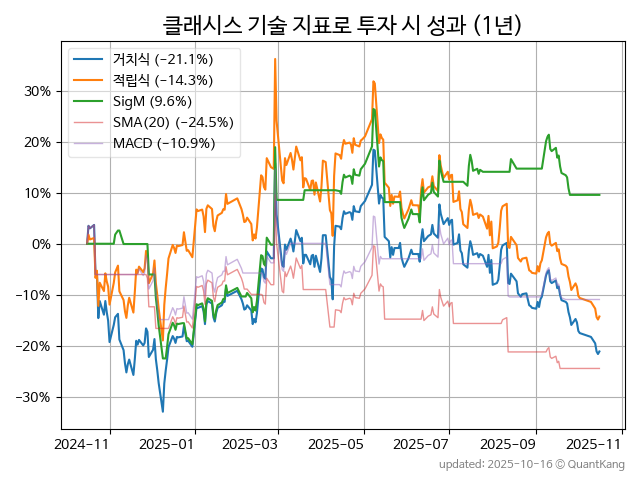 클래시스 기술 지표로 투자 시 성과 (1년)
거치식 (−21.1%)
적립식 (−14.3%)
SigM (9.6%)
SMA(20) (−24.5%)
MACD (−10.9%)
30%
20%
10%
0%
−10%
−20%
−30%
2024-11
2025-01
2025-03
2025-05
2025-07
2025-09
2025-11
updated: 2025-10-16 © QuantKang